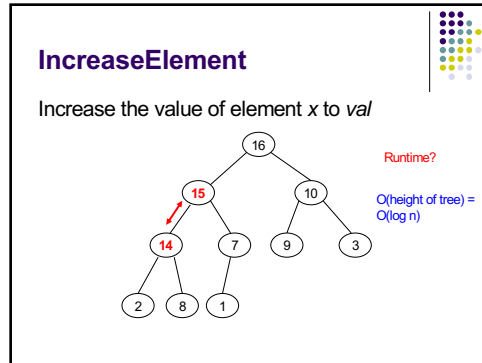 IncreaseElement
Increase the value of element x to val
16
Runtime?
15
10
O(height of tree) =
O(log n)
14
7
9
3
2
8
1